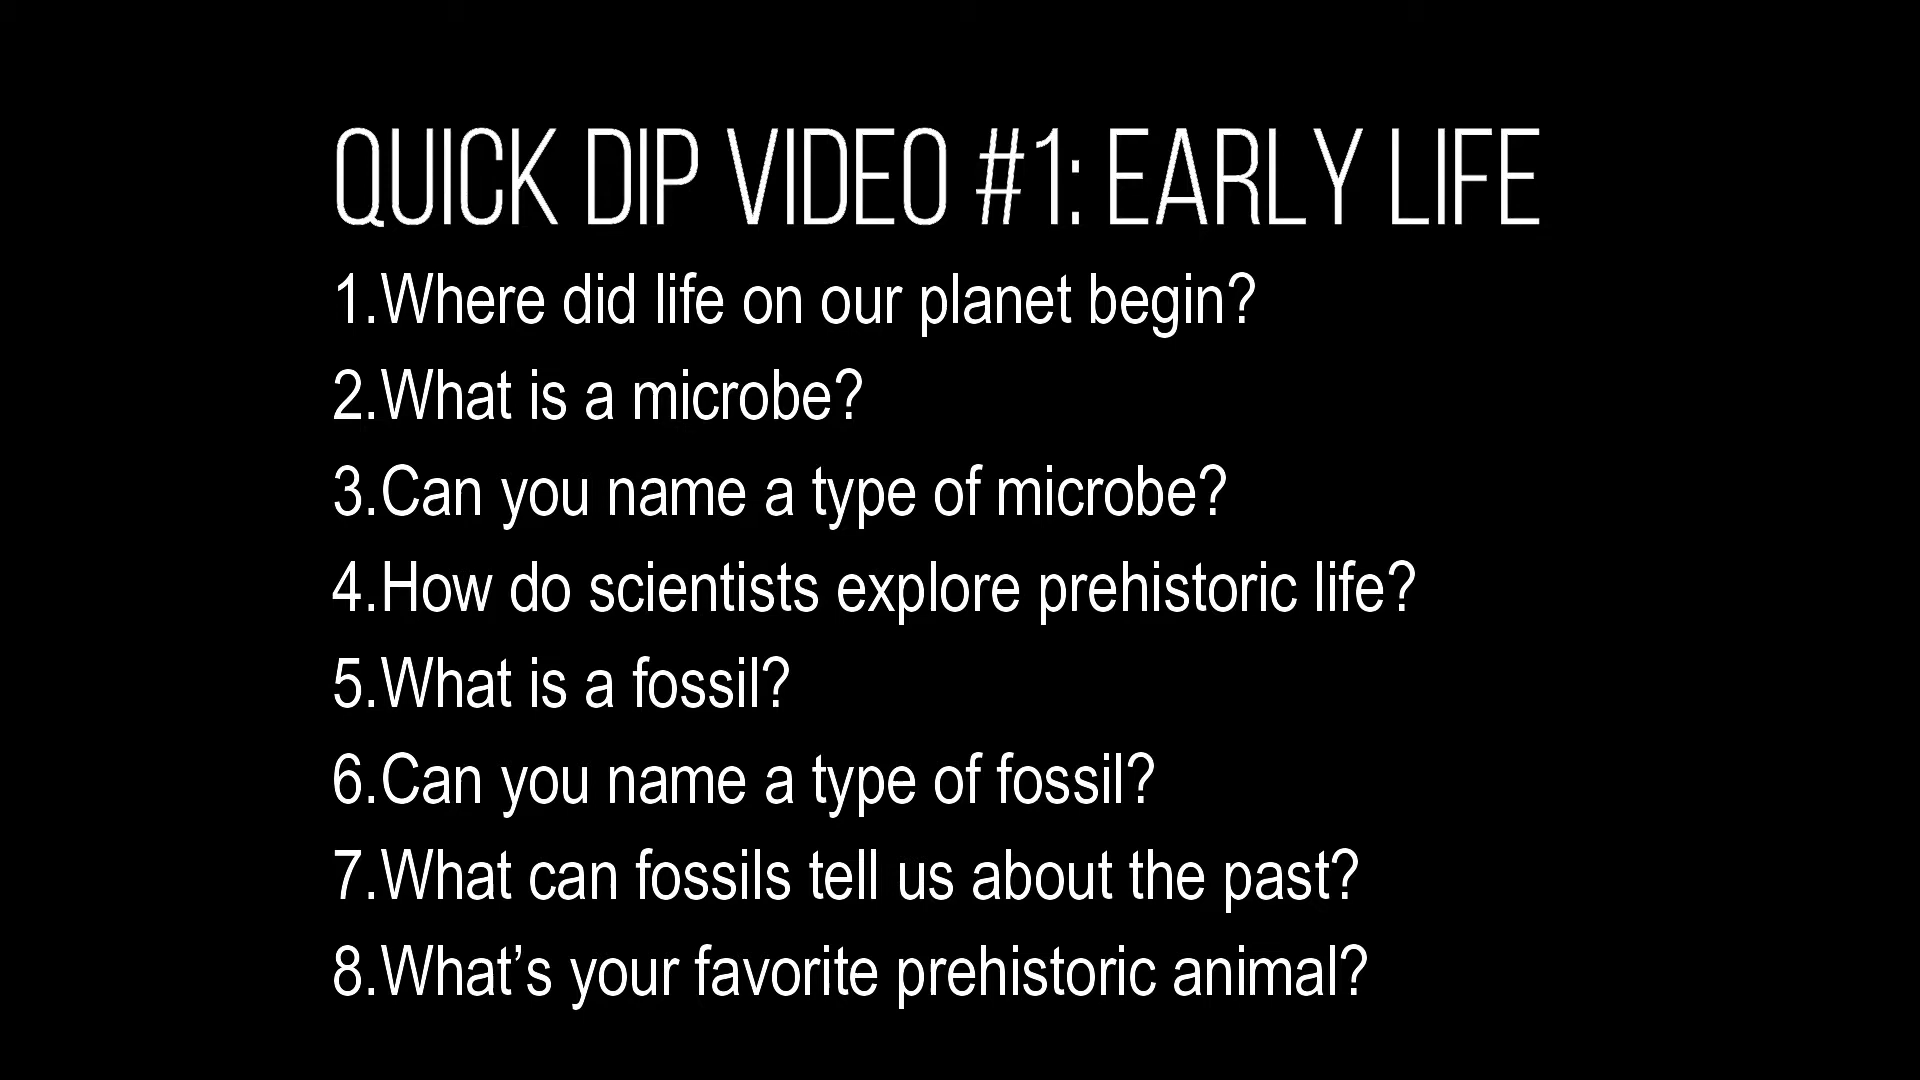 QUICK DIP VIDEO #1: EARLY LIFE
1.Where did life on our planet begin?
2.What is a microbe?
3.Can you name a type of microbe?
4.How do scientists explore prehistoric life?
5.What is a fossil?
6.Can you name a type of fossil?
7.What can fossils tell us about the past?
8.What’s your favorite prehistoric animal?